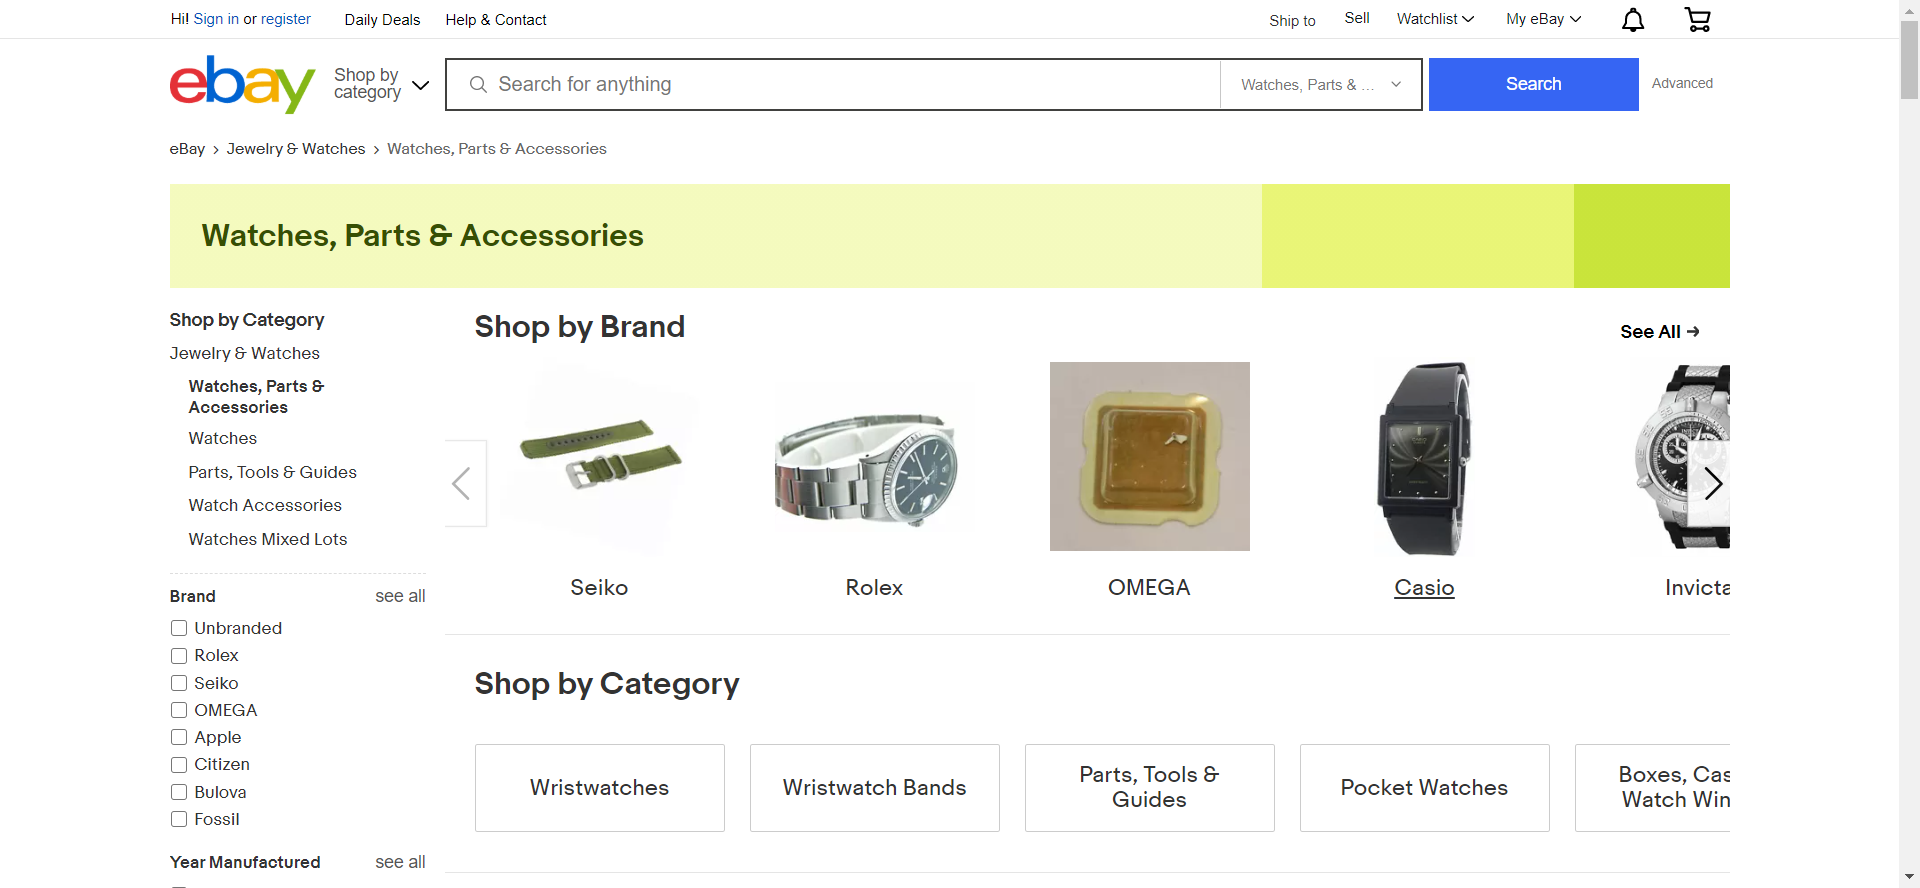 Hi! Sign in or register Daily Deals Help & Contact Ship to Sell Watchlist My eBay
ebay
Shop by
category
Search for anything
Watches, Parts & ...
Search
Advanced
eBay > Jewelry & Watches > Watches, Parts & Accessories
Watches, Parts & Accessories
Shop by Category
Jewelry & Watches
Watches, Parts &
Accessories
Watches
Parts, Tools & Guides
Watch Accessories
Watches Mixed Lots
Brand see all
Unbranded
Rolex
Seiko
OMEGA
Apple
Citizen
Bulova
Fossil
Year Manufactured see all
Shop by Brand
See All
Seiko
Rolex
OMEGA
Casio
Invicta
Shop by Category
Wristwatches
Wristwatch Bands
Parts, Tools &
Guides
Pocket Watches
Boxes, Cas
Watch Win